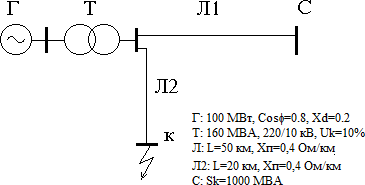 Г Т Л1 С
Л2
к
Г: 100 МВт, Cosϕ=0.8, Xd=0.2
Т: 160 МВА, 220/10 кВ, Uk=10%
Л: L=50 км, Хп=0,4 Ом/км
Л2: L=20 км, Хп=0,4 Ом/км
С: Sk=1000 МВА